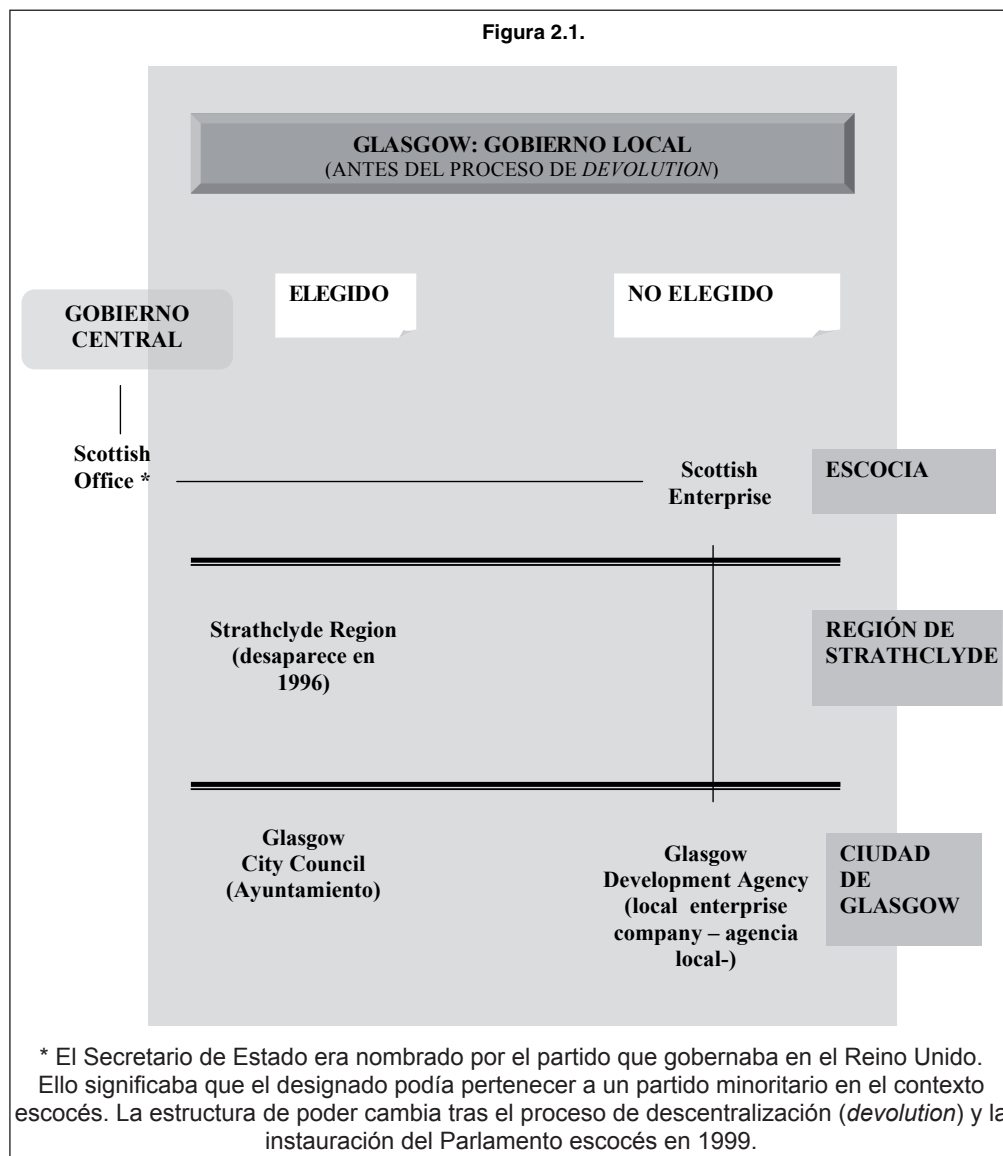 Figura 2.1.
GLASGOW: GOBIERNO LOCAL
(ANTES DEL PROCESO DE DEVOLUTION)
ELEGIDO
NO ELEGIDO
GOBIERNO
CENTRAL
Scottish
Office *
Scottish
Enterprise
ESCOCIA
Strathclyde Region
(desaparece en
1996)
REGIÓN DE
STRATHCLYDE
Glasgow
City Council
(Ayuntamiento)
Glasgow
Development Agency
(local enterprise
company – agencia
local-)
CIUDAD
DE
GLASGOW
* El Secretario de Estado era nombrado por el partido que gobernaba en el Reino Unido.
Ello significaba que el designado podía pertenecer a un partido minoritario en el contexto
escocés. La estructura de poder cambia tras el proceso de descentralización (devolution) y la
instauración del Parlamento escocés en 1999.